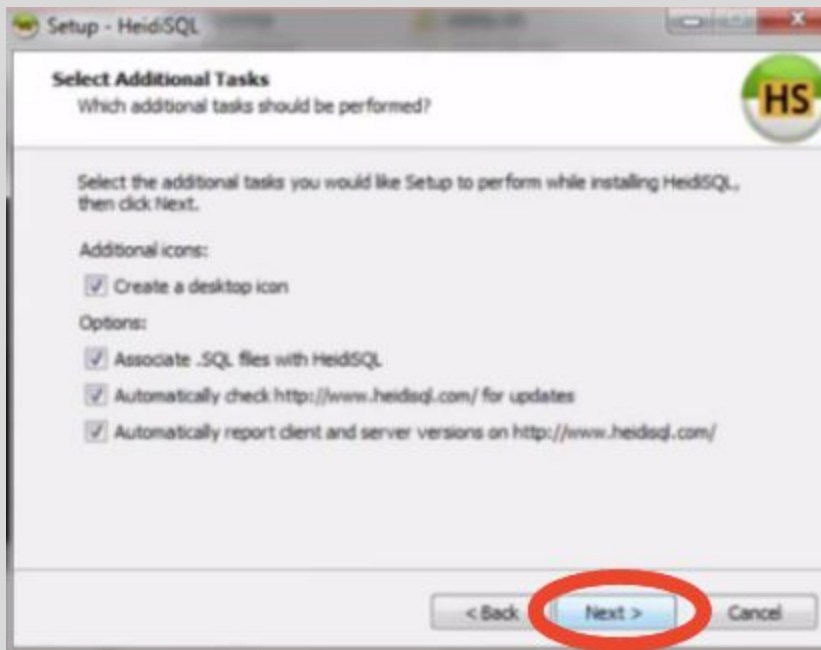 Setup - HeidiSQL
Select Additional Tasks
Which additional tasks should be performed?
HS
Select the additional tasks you would like Setup to perform while installing HeidiSQL,
then click Next.
Additional icons:
Create a desktop icon
Options:
Associate .SQL files with HeidiSQL
Automatically check http://www.heidisql.com/ for updates
Automatically report client and server versions on http://www.heidisql.com/
< Back Next > Cancel